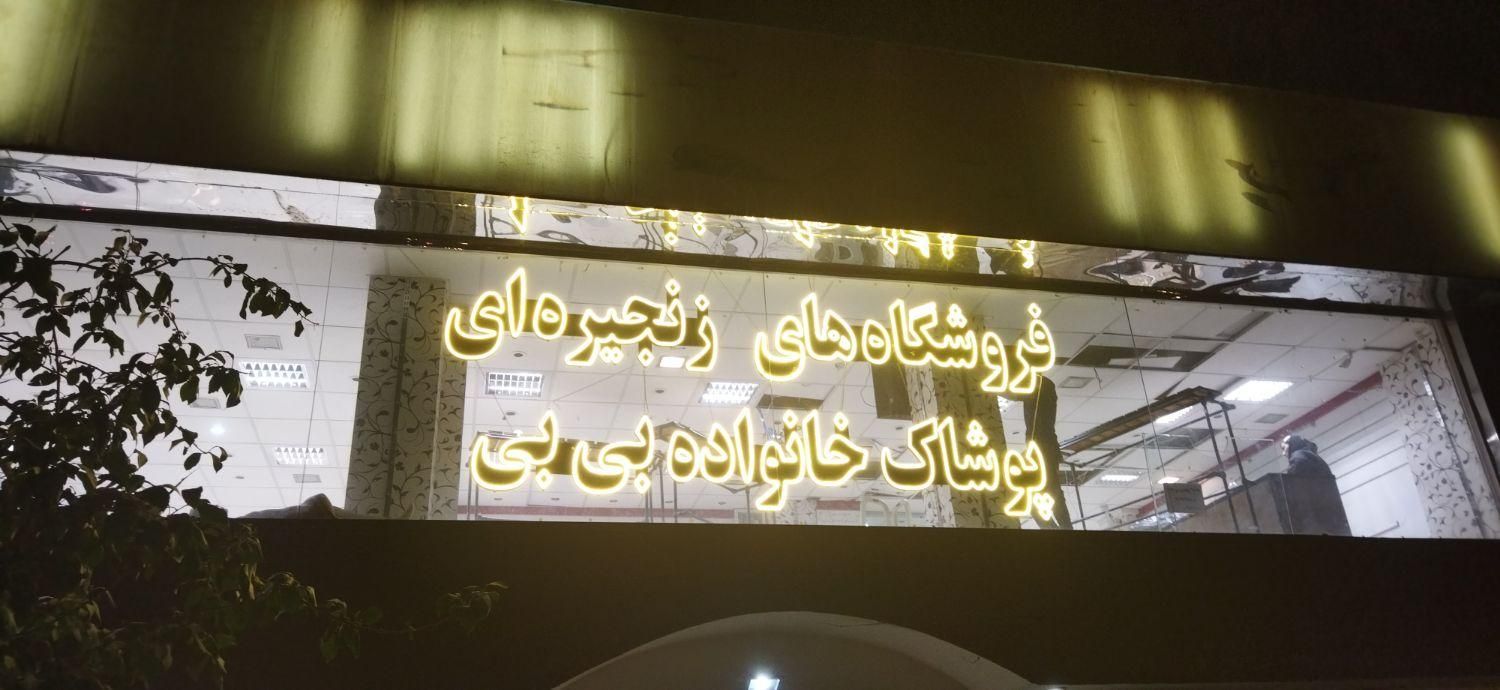 فروشگاه‌های زنجیره‌ای
پوشاک خانواده بی بی